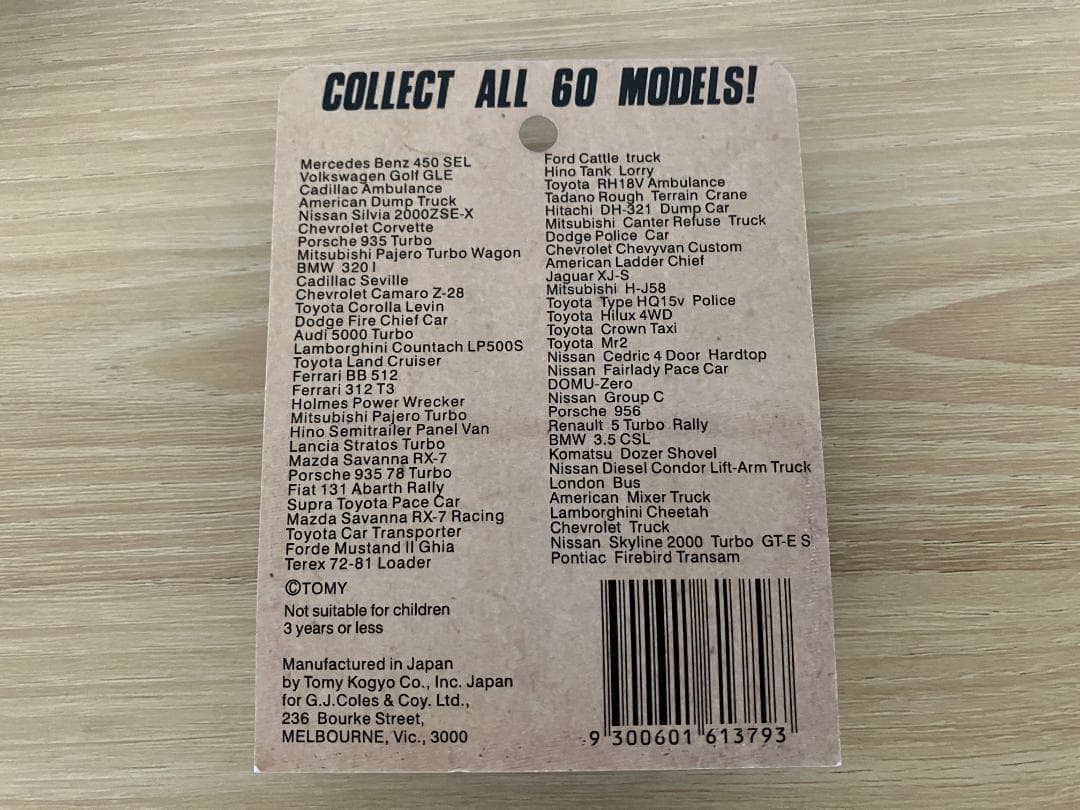 COLLECT ALL 60 MODELS!
Mercedes Benz 450 SEL
Volkswagen Golf GLE
Cadillac Ambulance
American Dump Truck
Nissan Silvia 2000ZSE-X
Chevrolet Corvette
Porsche 935 Turbo
Mitsubishi Pajero Turbo Wagon
BMW 320 I
Cadillac Seville
Chevrolet Camaro Z-28
Toyota Corolla Levin
Dodge Fire Chief Car
Audi 5000 Turbo
Lamborghini Countach LP500S
Toyota Land Cruiser
Ferrari BB 512
Ferrari 312 T3
Holmes Power Wrecker
Mitsubishi Pajero Turbo
Hino Semitrailer Panel Van
Lancia Stratos Turbo
Mazda Savanna RX-7
Porsche 935 78 Turbo
Fiat 131 Abarth Rally
Supra Toyota Pace Car
Mazda Savanna RX-7 Racing
Toyota Car Transporter
Forde Mustand II Ghia
Terex 72-81 Loader
Ford Cattle truck
Hino Tank Lorry
Toyota RH18V Ambulance
Tadano Rough Terrain Crane
Hitachi DH-321 Dump Car
Mitsubishi Canter Refuse Truck
Dodge Police Car
Chevrolet Chevyvan Custom
American Ladder Chief
Jaguar XJ-S
Mitsubishi H-J58
Toyota Type HQ15v Police
Toyota Hilux 4WD
Toyota Crown Taxi
Toyota Mr2
Nissan Cedric 4 Door Hardtop
Nissan Fairlady Pace Car
DOMU-Zero
Nissan Group C
Porsche 956
Renault 5 Turbo Rally
BMW 3.5 CSL
Komatsu Dozer Shovel
Nissan Diesel Condor Lift-Arm Truck
London Bus
American Mixer Truck
Lamborghini Cheetah
Chevrolet Truck
Nissan Skyline 2000 Turbo GT-E S
Pontiac Firebird Transam
©TOMY
Not suitable for children
3 years or less
Manufactured in Japan
by Tomy Kogyo Co., Inc. Japan
for G.J.Coles & Coy. Ltd.,
236 Bourke Street,
MELBOURNE, Vic., 3000
9 300601 613793